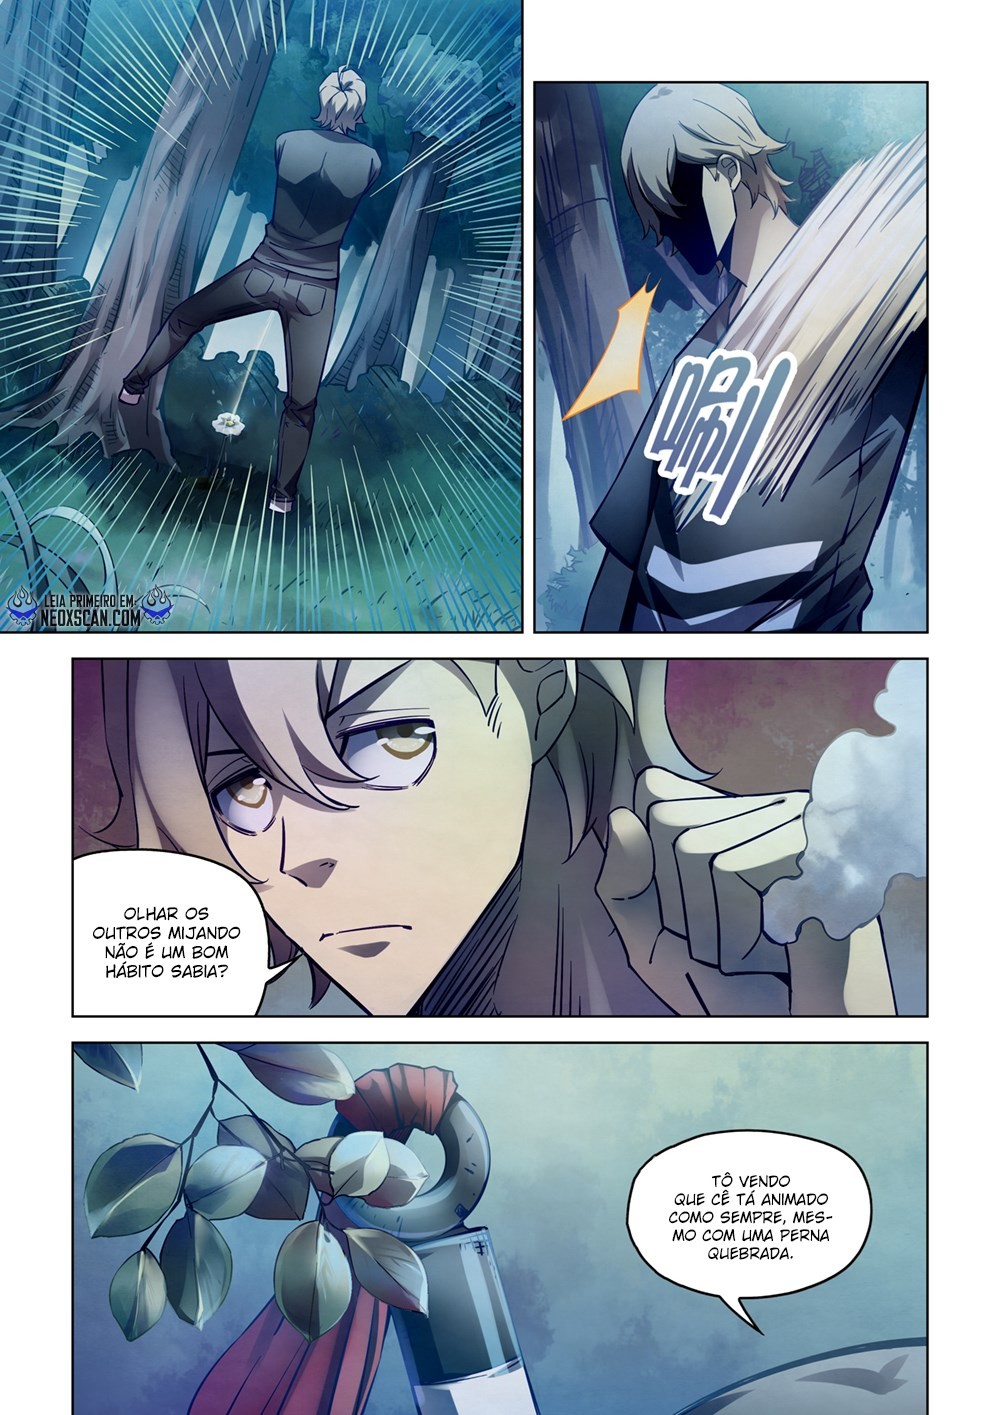 唰
LEIA PRIMEIRO EM
NEOXSCAN.COM
OLHAR OS
OUTROS MIJANDO
NÃO É UM BOM
HÁBITO SABIA?
TÔ VENDO
QUE CÊ TÁ ANIMADO
COMO SEMPRE, MES-
MO COM UMA PERNA
QUEBRADA.